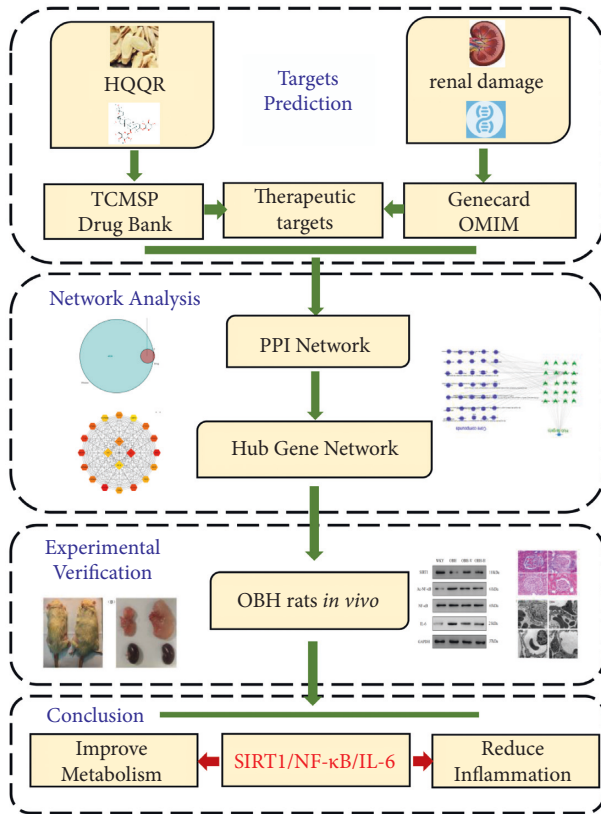 HQQR
Targets
Prediction
renal damage
TCMSP
Drug Bank
Therapeutic
targets
Genecard
OMIM
Network Analysis
PPI Network
Hub Gene Network
Experimental
Verification
OBH rats in vivo
Conclusion
Improve
Metabolism
SIRT1/NF-κB/IL-6
Reduce
Inflammation